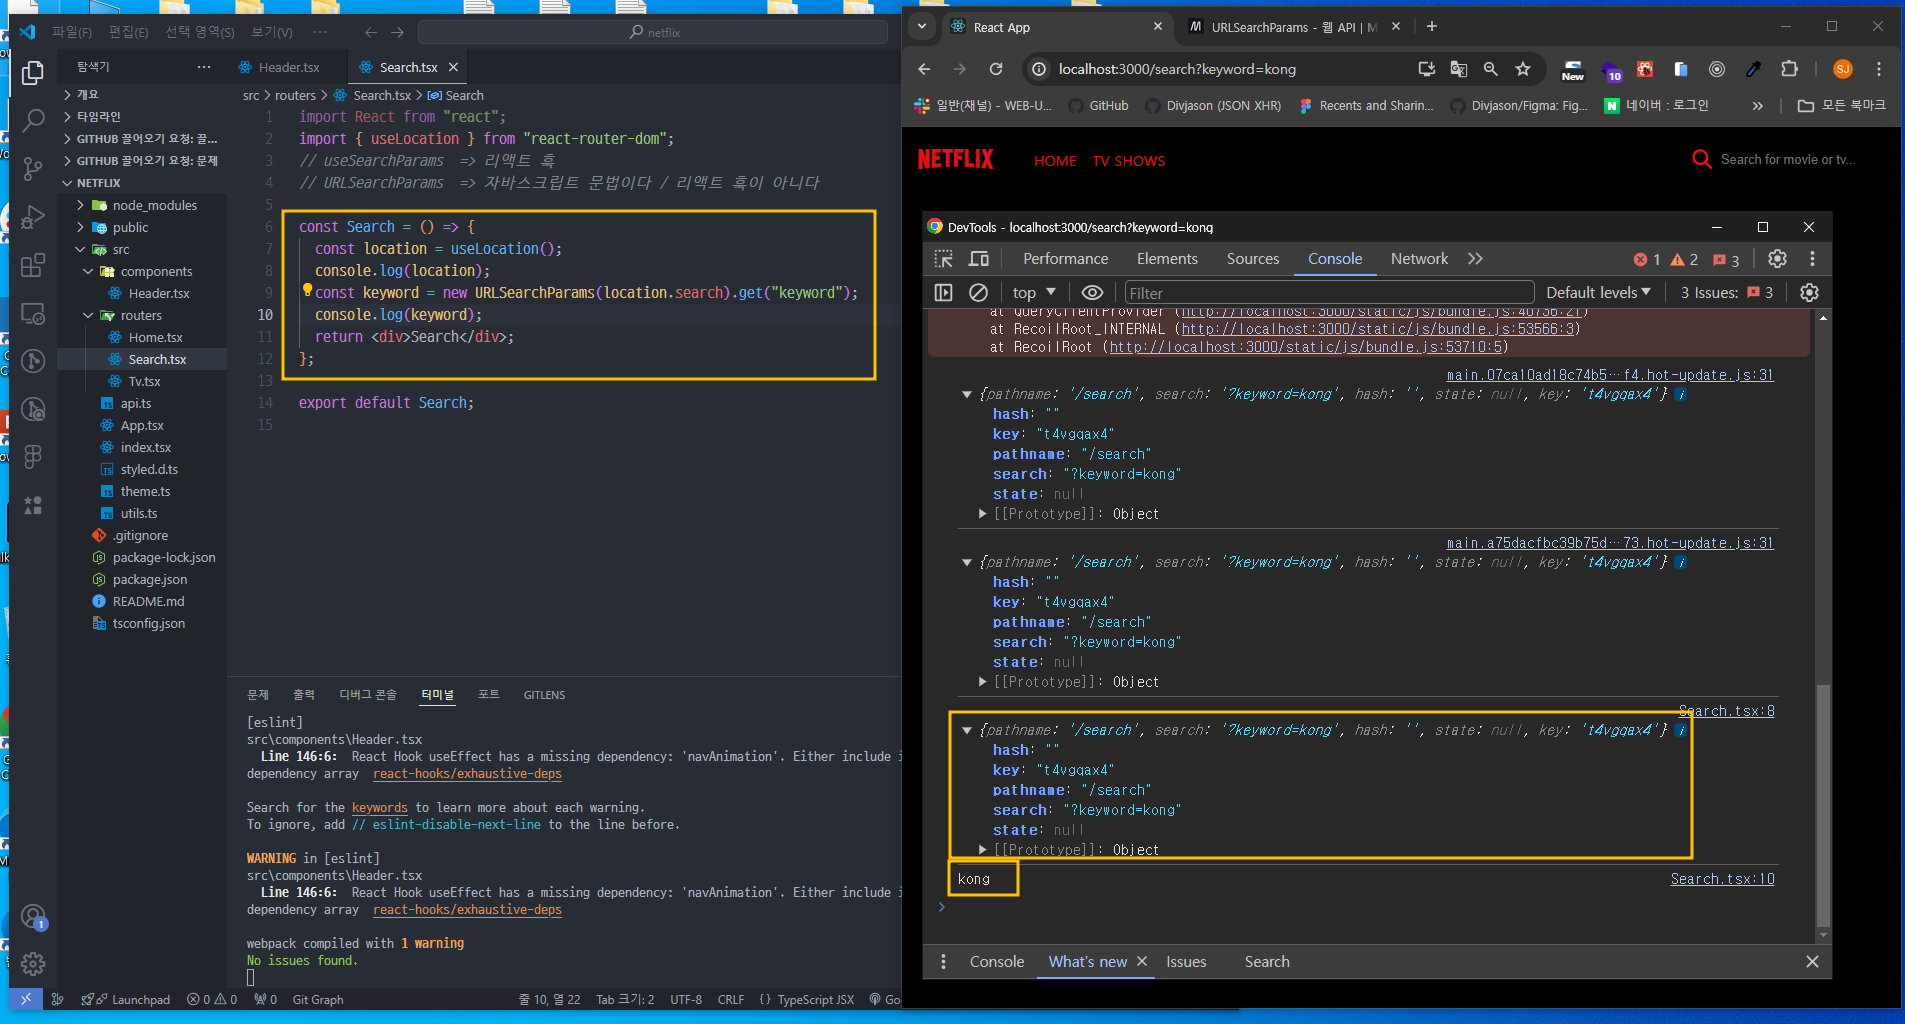 파일(F) 편집(E) 선택 영역(S) 보기(V) ··· netflix
탐색기 ···
개요
타임라인
GITHUB 끌어오기 요청: 끌...
GITHUB 끌어오기 요청: 문제
NETFLIX
node_modules
public
src
components
Header.tsx
routers
Home.tsx
Search.tsx
Tv.tsx
api.ts
App.tsx
index.tsx
styled.d.ts
theme.ts
utils.ts
.gitignore
package-lock.json
package.json
README.md
tsconfig.json
Header.tsx Search.tsx
src > routers > Search.tsx > Search
1 import React from "react";
2 import { useLocation } from "react-router-dom";
3 // useSearchParams => 리액트 훅
4 // URLSearchParams => 자바스크립트 문법이다 / 리액트 훅이 아니다
5
6 const Search = () => {
7 const location = useLocation();
8 console.log(location);
9 const keyword = new URLSearchParams(location.search).get("keyword");
10 console.log(keyword);
11 return <div>Search</div>;
12 };
13
14 export default Search;
15
문제 출력 디버그 콘솔 터미널 포트 GITLENS
[eslint]
src\components\Header.tsx
Line 146:6: React Hook useEffect has a missing dependency: 'navAnimation'. Either include i
dependency array react-hooks/exhaustive-deps
Search for the keywords to learn more about each warning.
To ignore, add // eslint-disable-next-line to the line before.
WARNING in [eslint]
src\components\Header.tsx
Line 146:6: React Hook useEffect has a missing dependency: 'navAnimation'. Either include i
dependency array react-hooks/exhaustive-deps
webpack compiled with 1 warning
No issues found.
1
Launchpad 0 0 0 Git Graph 줄 10, 열 22 Tab 크기: 2 UTF-8 CRLF {} TypeScript JSX Go
React App URLSearchParams - 웹 API | M
localhost:3000/search?keyword=kong New 10 SJ
일반(채널) - WEB-U... GitHub Divjason (JSON XHR) Recents and Sharin... Divjason/Figma: Fig... N 네이버 : 로그인 » 모든 북마크
NETFLIX HOME TV SHOWS Search for movie or tv...
DevTools - localhost:3000/search?keyword=kong
Performance Elements Sources Console Network 1 2 3
top Filter Default levels 3 Issues: 3
at QueryClientProvider (http://localhost:3000/static/js/bundle.js:40736:21)
at RecoilRoot_INTERNAL (http://localhost:3000/static/js/bundle.js:53566:3)
at RecoilRoot (http://localhost:3000/static/js/bundle.js:53710:5)
main.07ca10ad18c74b5…f4.hot-update.js:31
{pathname: '/search', search: '?keyword=kong', hash: '', state: null, key: 't4vgqax4'}
hash: ""
key: "t4vgqax4"
pathname: "/search"
search: "?keyword=kong"
state: null
[[Prototype]]: Object
main.a75dacfbc39b75d…73.hot-update.js:31
{pathname: '/search', search: '?keyword=kong', hash: '', state: null, key: 't4vgqax4'}
hash: ""
key: "t4vgqax4"
pathname: "/search"
search: "?keyword=kong"
state: null
[[Prototype]]: Object
Search.tsx:8
{pathname: '/search', search: '?keyword=kong', hash: '', state: null, key: 't4vgqax4'}
hash: ""
key: "t4vgqax4"
pathname: "/search"
search: "?keyword=kong"
state: null
[[Prototype]]: Object
kong Search.tsx:10
Console What's new Issues Search